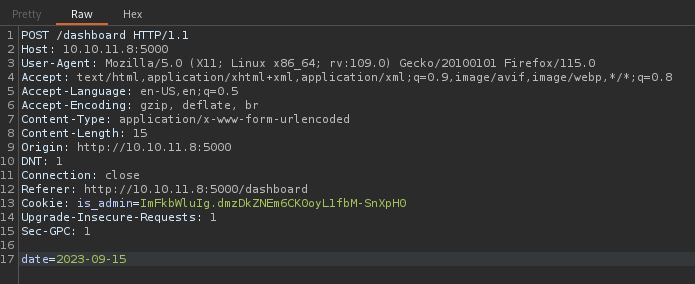 Pretty Raw Hex
1 POST /dashboard HTTP/1.1
2 Host: 10.10.11.8:5000
3 User-Agent: Mozilla/5.0 (X11; Linux x86_64; rv:109.0) Gecko/20100101 Firefox/115.0
4 Accept: text/html,application/xhtml+xml,application/xml;q=0.9,image/avif,image/webp,*/*;q=0.8
5 Accept-Language: en-US,en;q=0.5
6 Accept-Encoding: gzip, deflate, br
7 Content-Type: application/x-www-form-urlencoded
8 Content-Length: 15
9 Origin: http://10.10.11.8:5000
10 DNT: 1
11 Connection: close
12 Referer: http://10.10.11.8:5000/dashboard
13 Cookie: is_admin=ImFkbWluIg.dmzDkZNEm6CK0oyL1fbM-SnXpH0
14 Upgrade-Insecure-Requests: 1
15 Sec-GPC: 1
16
17 date=2023-09-15